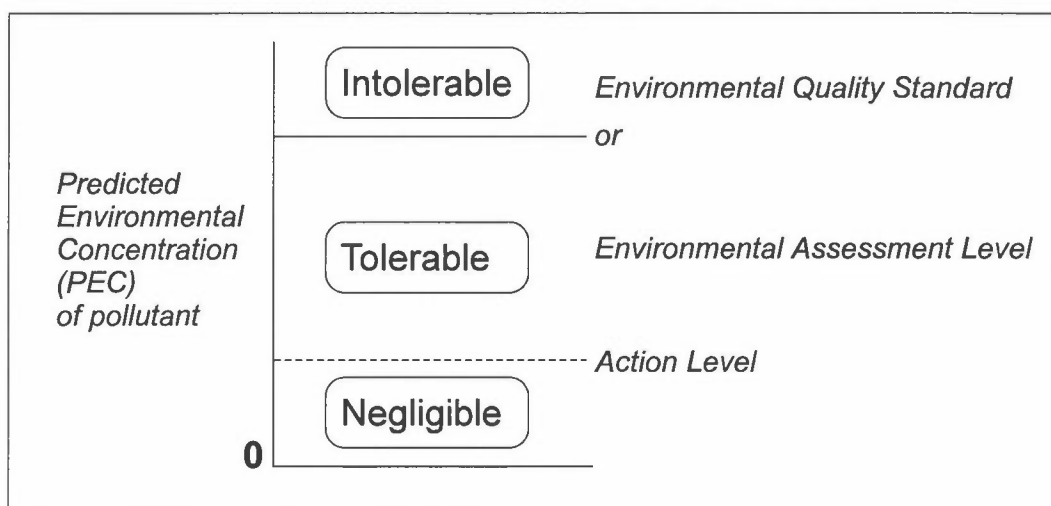 Intolerable
Environmental Quality Standard
or
Predicted
Environmental
Concentration
(PEC)
of pollutant
Tolerable
Environmental Assessment Level
Action Level
Negligible
0